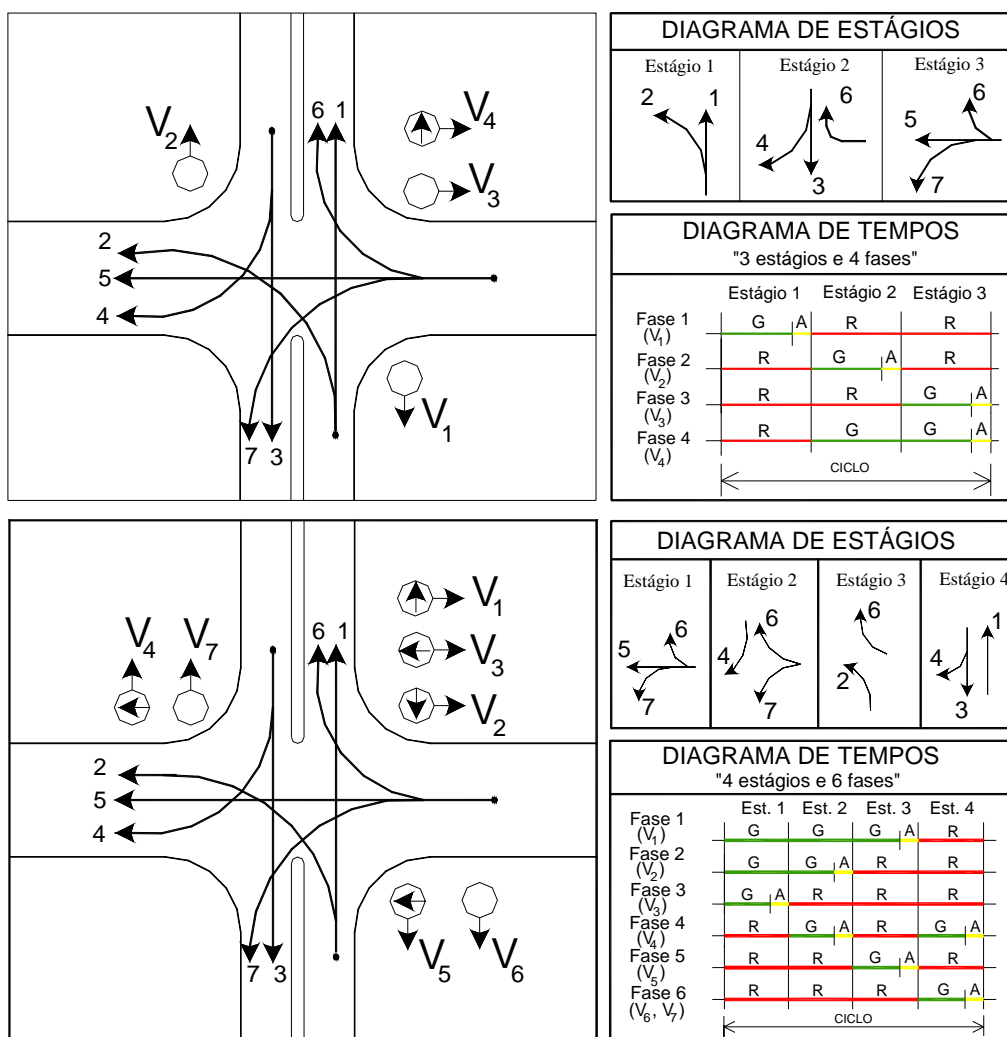 6 1
V2
V4
V3
2
5
4
7 3
V1
DIAGRAMA DE ESTÁGIOS
Estágio 1 Estágio 2 Estágio 3
2 1 4 3 6 5 6 7
DIAGRAMA DE TEMPOS
"3 estágios e 4 fases"
Estágio 1 Estágio 2 Estágio 3
Fase 1 (V1) G A R R
Fase 2 (V2) R G A R
Fase 3 (V3) R R G A
Fase 4 (V4) R G G A
CICLO
6 1
V4 V7
V1
V3
V2
2
5
4
7 3
V5 V6
DIAGRAMA DE ESTÁGIOS
Estágio 1 Estágio 2 Estágio 3 Estágio 4
5 6 7 4 6 7 6 2 1 4 3
DIAGRAMA DE TEMPOS
"4 estágios e 6 fases"
Est. 1 Est. 2 Est. 3 Est. 4
Fase 1 (V1) G G G A R
Fase 2 (V2) G G A R R
Fase 3 (V3) G A R R R
Fase 4 (V4) R G A R G A
Fase 5 (V5) R R G A R
Fase 6 (V6, V7) R R R G A
CICLO